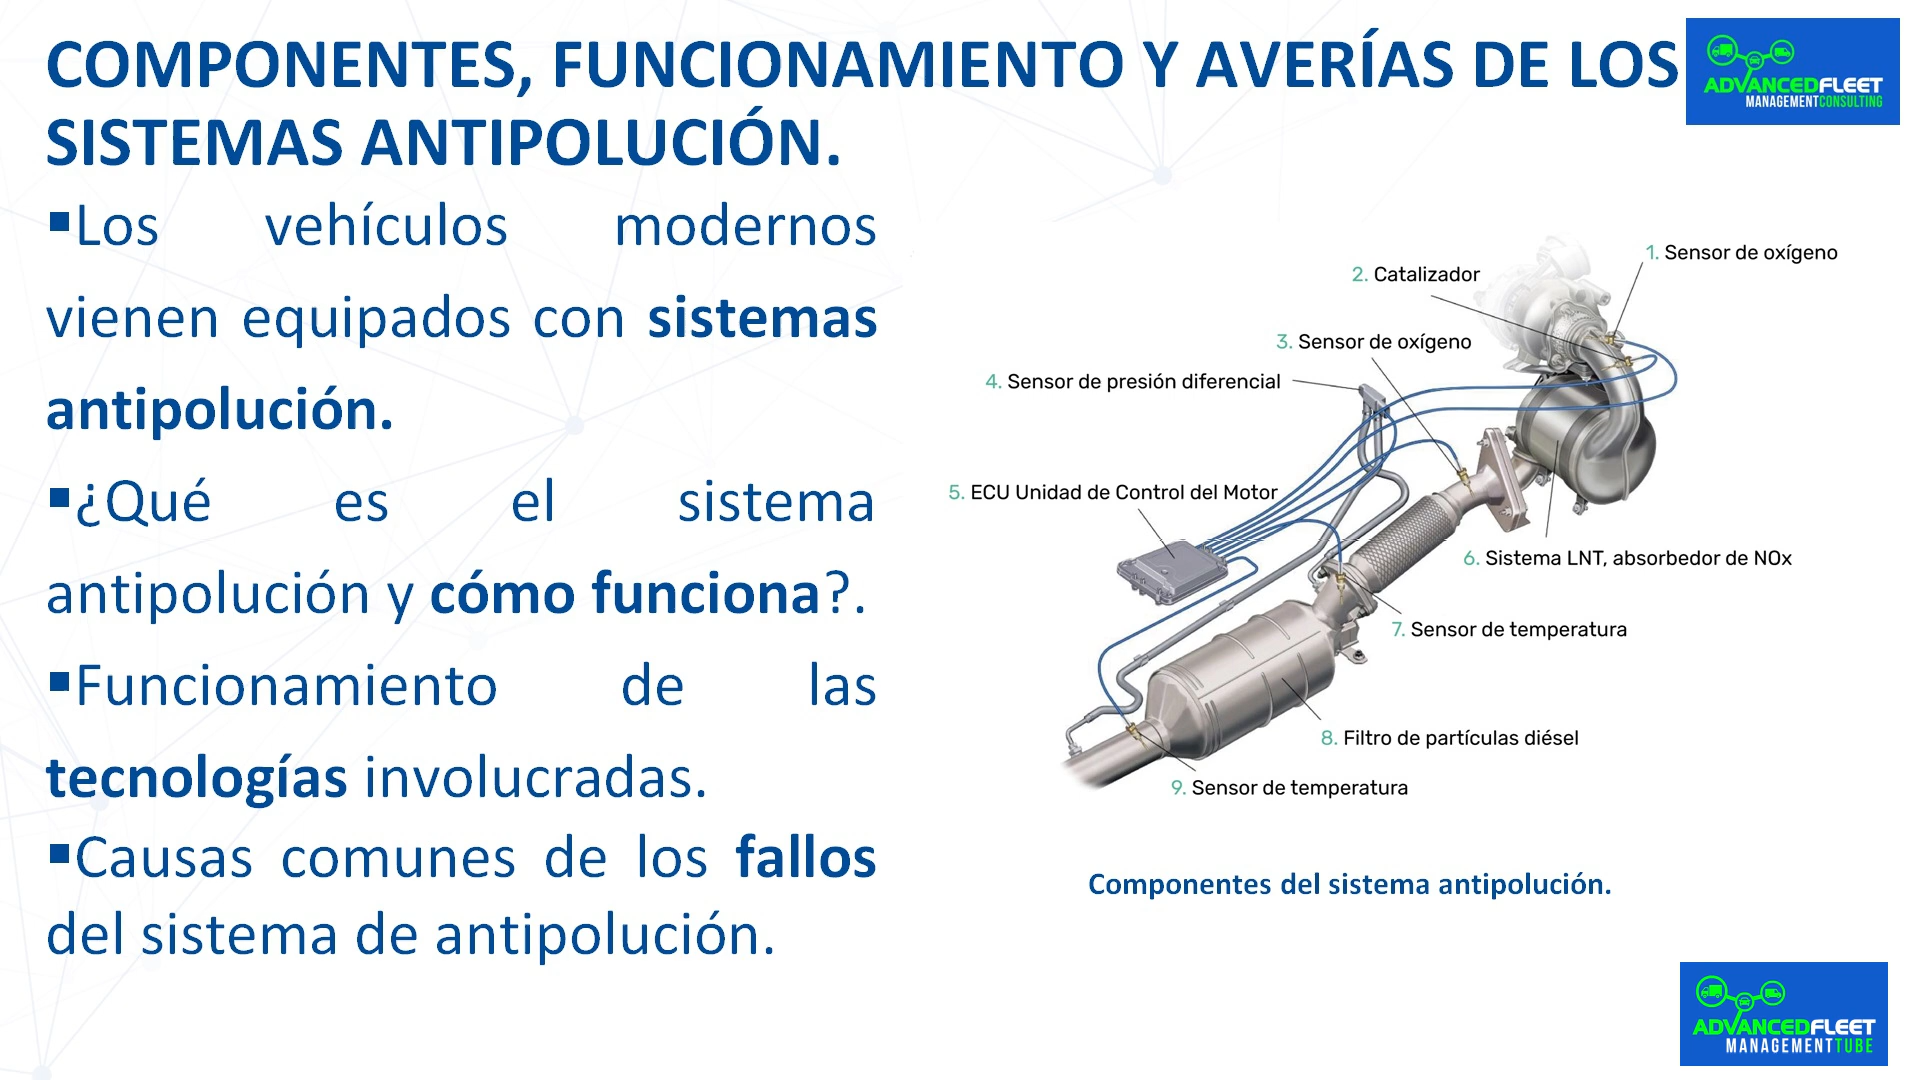 COMPONENTES, FUNCIONAMIENTO Y AVERÍAS DE LOS
SISTEMAS ANTIPOLUCIÓN.
ADVANCEDFLEET
MANAGEMENTCONSULTING
▪Los vehículos modernos
vienen equipados con sistemas
antipolución.
▪¿Qué es el sistema
antipolución y cómo funciona?.
▪Funcionamiento de las
tecnologías involucradas.
▪Causas comunes de los fallos
del sistema de antipolución.
1. Sensor de oxígeno
2. Catalizador
3. Sensor de oxígeno
4. Sensor de presión diferencial
5. ECU Unidad de Control del Motor
6. Sistema LNT, absorbedor de NOx
7. Sensor de temperatura
8. Filtro de partículas diésel
9. Sensor de temperatura
Componentes del sistema antipolución.
ADVANCEDFLEET
MANAGEMENTTUBE